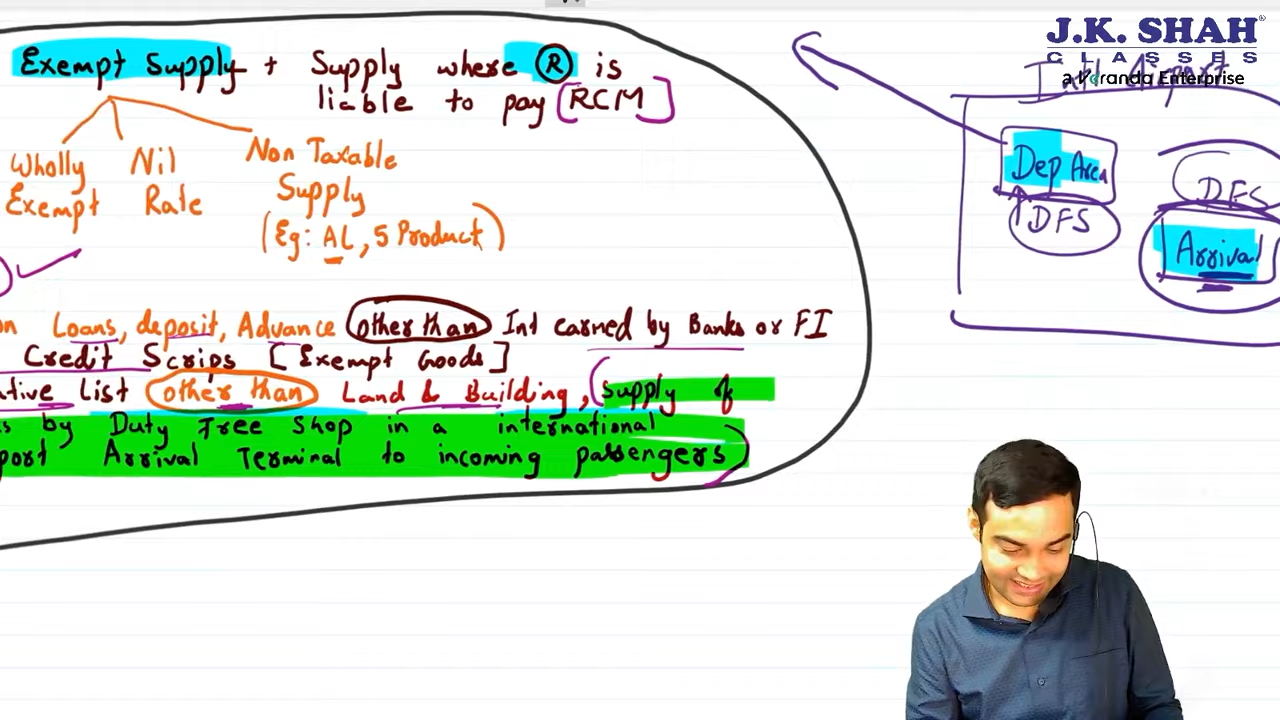 Exempt Supply + Supply where Ⓡ is
liable to pay [RCM]
Wholly Exempt
Nil Rate
Non Taxable Supply
(Eg: AL, 5 Product)
Loans, deposit, Advance other than Int earned by Banks or FI
Credit Scrips [Exempt Goods]
List other than Land & Building, (Supply of
by Duty Free Shop in a international
Arrival Terminal to incoming passengers)
J.K. SHAH®
CLASSES
a Veranda Enterprise
Dep Area
DFS
DFS
Arrival